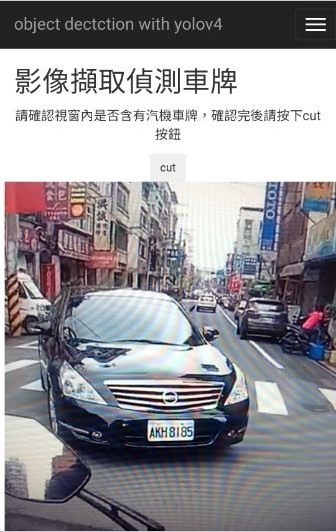 object dectction with yolov4
影像擷取偵測車牌
請確認視窗內是否含有汽機車牌，確認完後請按下cut
按鈕
cut
AKH 8185